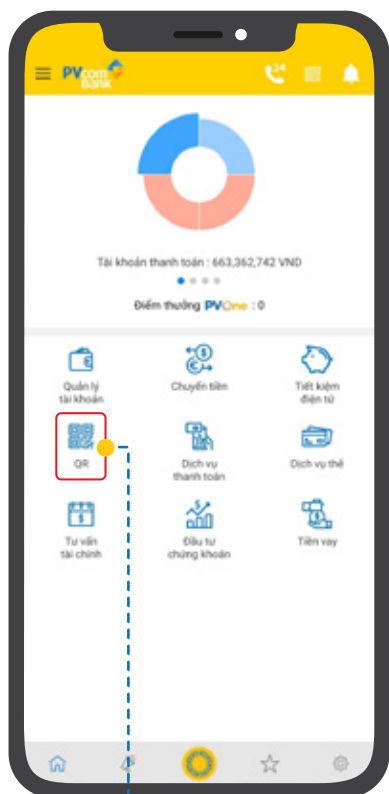 PVcom
Bank
24
Tài khoản thanh toán : 663,362,742 VND
Điểm thưởng PVOne : 0
Quản lý
tài khoản
Chuyển tiền
Tiết kiệm
điện tử
QR
Dịch vụ
thanh toán
Dịch vụ thẻ
Tư vấn
tài chính
Đầu tư
chứng khoán
Tiền vay